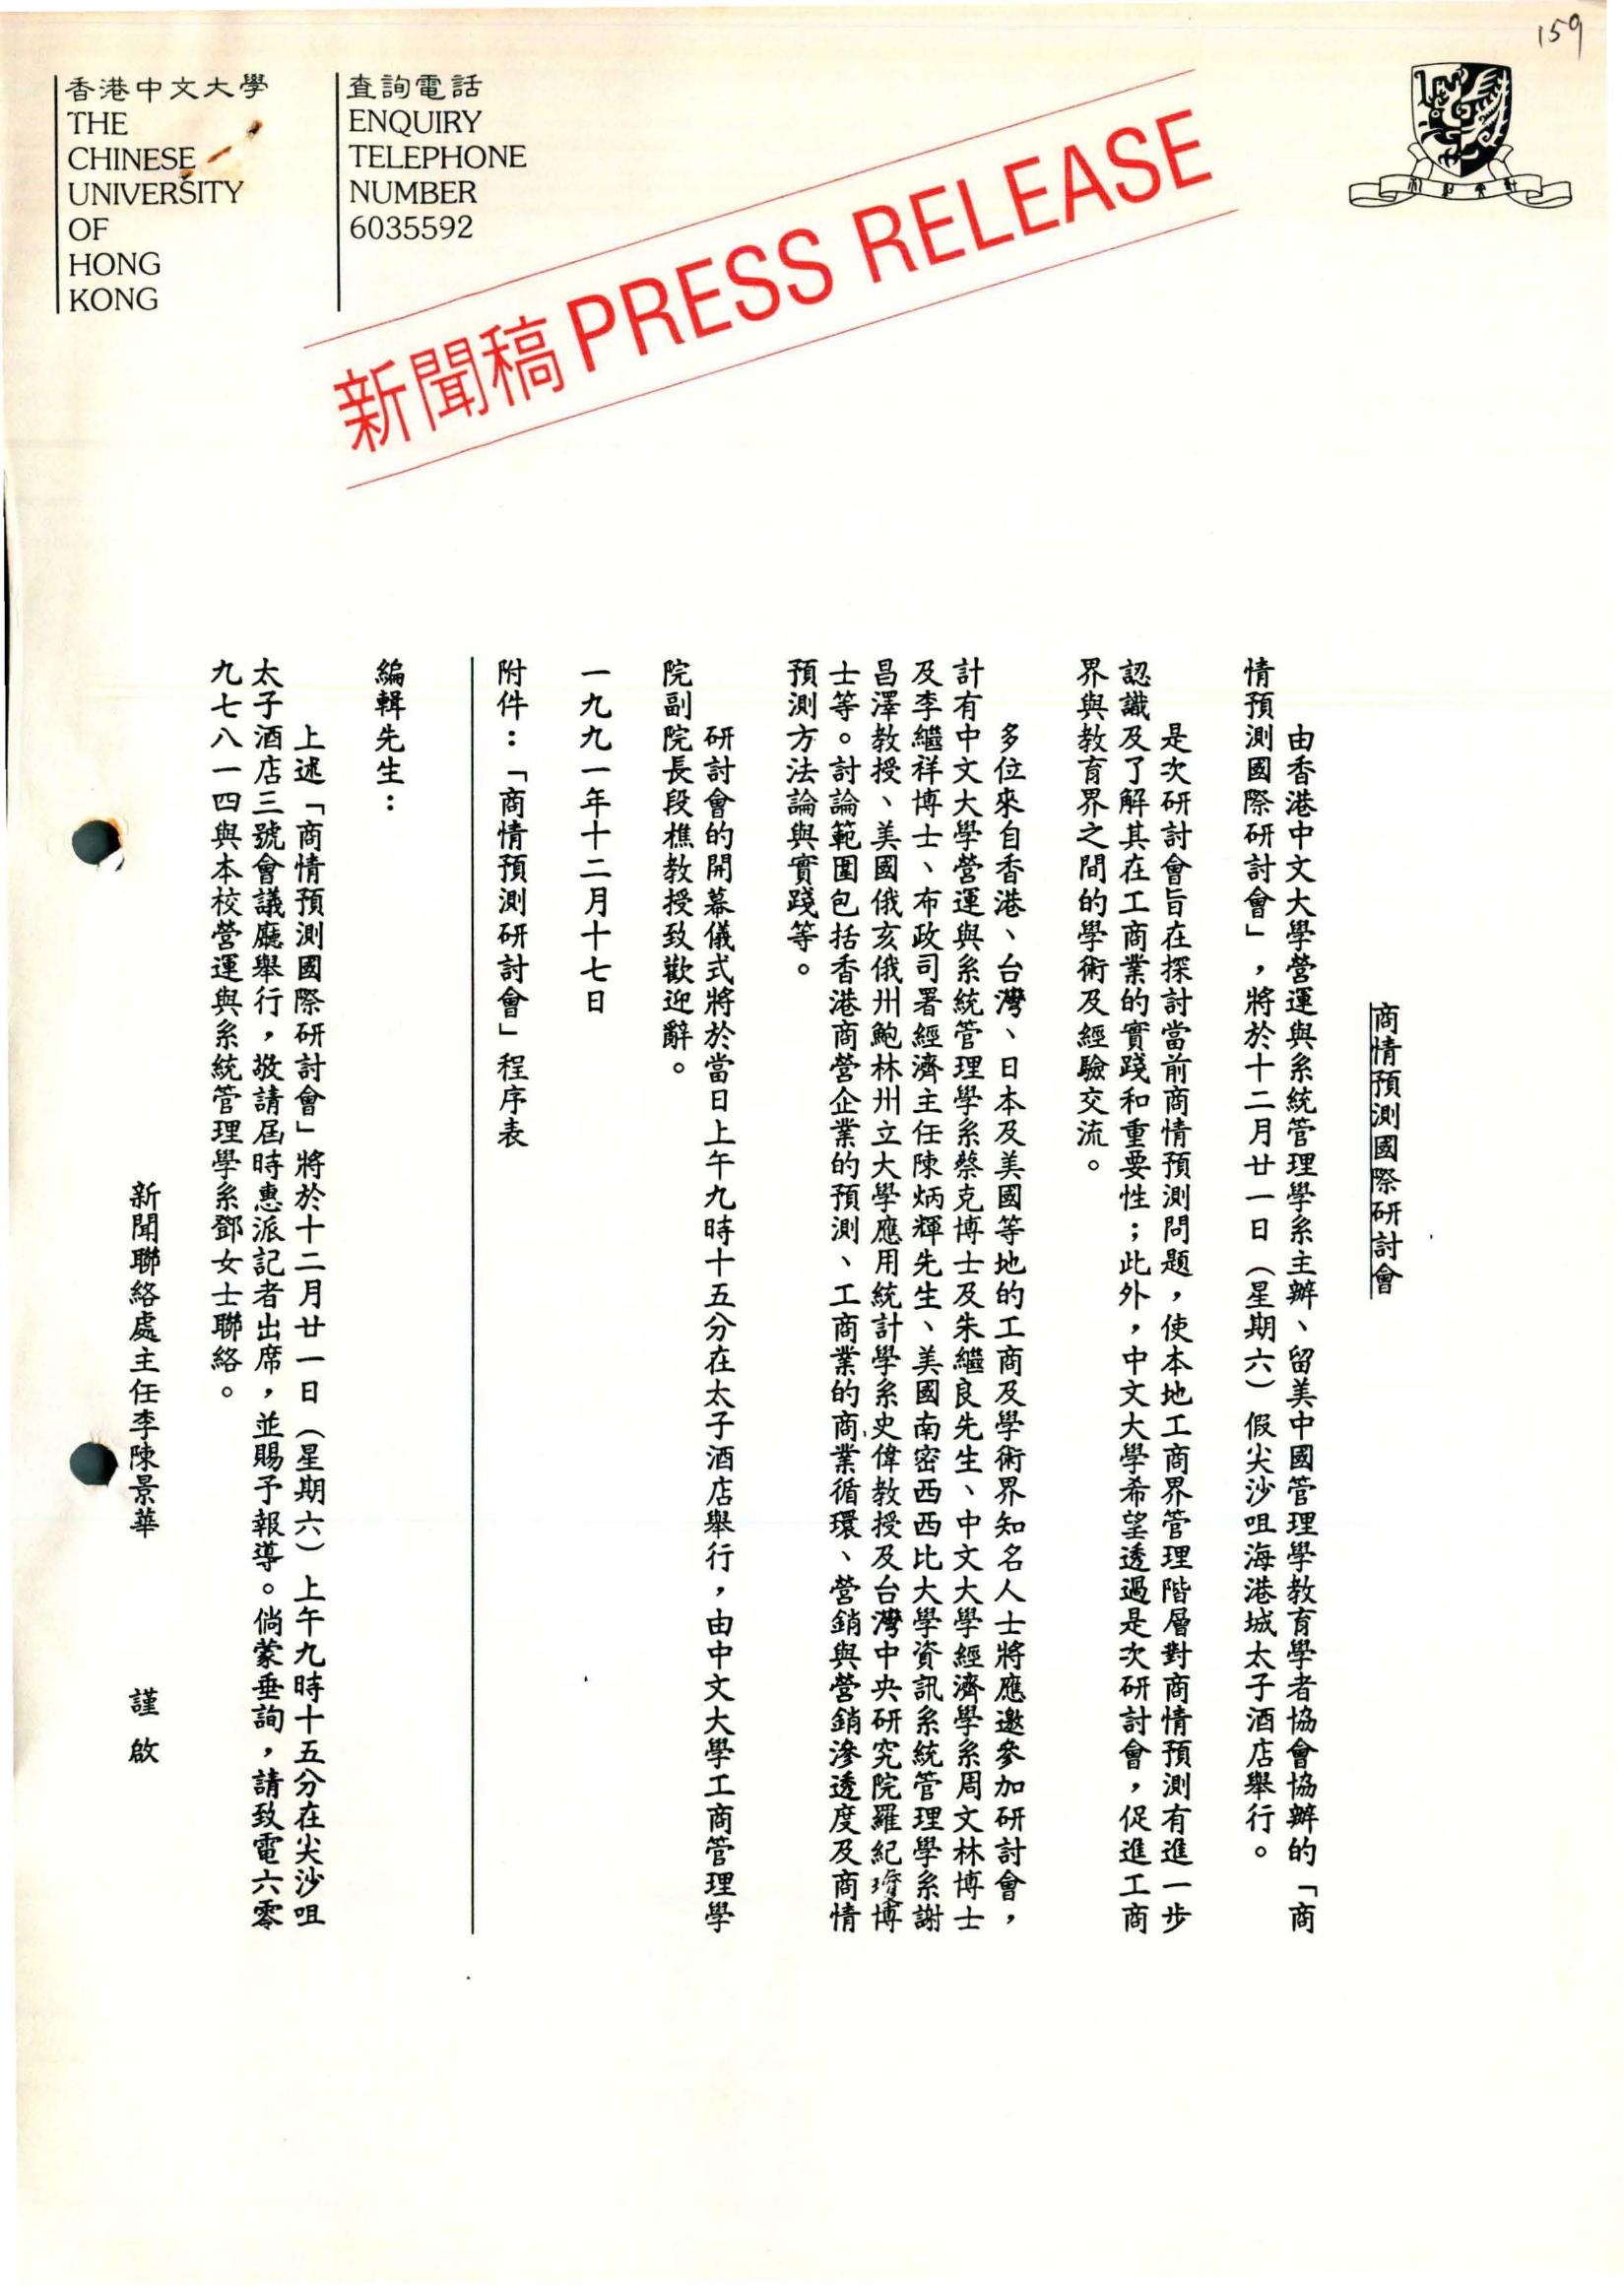 159
香港中文大學
THE
CHINESE
UNIVERSITY
OF
HONG
KONG
查詢電話
ENQUIRY
TELEPHONE
NUMBER
6035592
新聞稿 PRESS RELEASE
商情預測國際研討會
由香港中文大學營運與系統管理學系主辦、留美中國管理學教育學者協會協辦的「商
情預測國際研討會」，將於十二月廿一日（星期六）假尖沙咀海港城太子酒店舉行。
是次研討會旨在探討當前商情預測問題，使本地工商界管理階層對商情預測有進一步
認識及了解其在工商業的實踐和重要性；此外，中文大學希望透過是次研討會，促進工商
界與教育界之間的學術及經驗交流。
多位來自香港、台灣、日本及美國等地的工商及學術界知名人士將應邀參加研討會，
計有中文大學營運與系統管理學系蔡克博士及朱繼良先生、中文大學經濟學系周文林博士
及李繼祥博士、布政司署經濟主任陳炳輝先生、美國南密西西比大學資訊系統管理學系謝
昌澤教授、美國俄亥俄州鮑林州立大學應用統計學系史偉教授及台灣中央研究院羅紀博
士等。討論範圍包括香港商營企業的預測、工商業的商業循環、營銷與營銷滲透度及商情
預測方法論與實踐等。
研討會的開幕儀式將於當日上午九時十五分在太子酒店舉行，由中文大學工商管理學
院副院長段樵教授致歡迎辭。
一九九一年十二月十七日
附件：「商情預測研討會」程序表
編輯先生：
上述「商情預測國際研討會」將於十二月廿一日（星期六）上午九時十五分在尖沙咀
太子酒店三號會議廳舉行，敬請屆時惠派記者出席，並賜予報導。倘蒙垂詢，請致電六零
九七八一四與本校營運與系統管理學系鄧女士聯絡。
新聞聯絡處主任李陳景華 謹啟